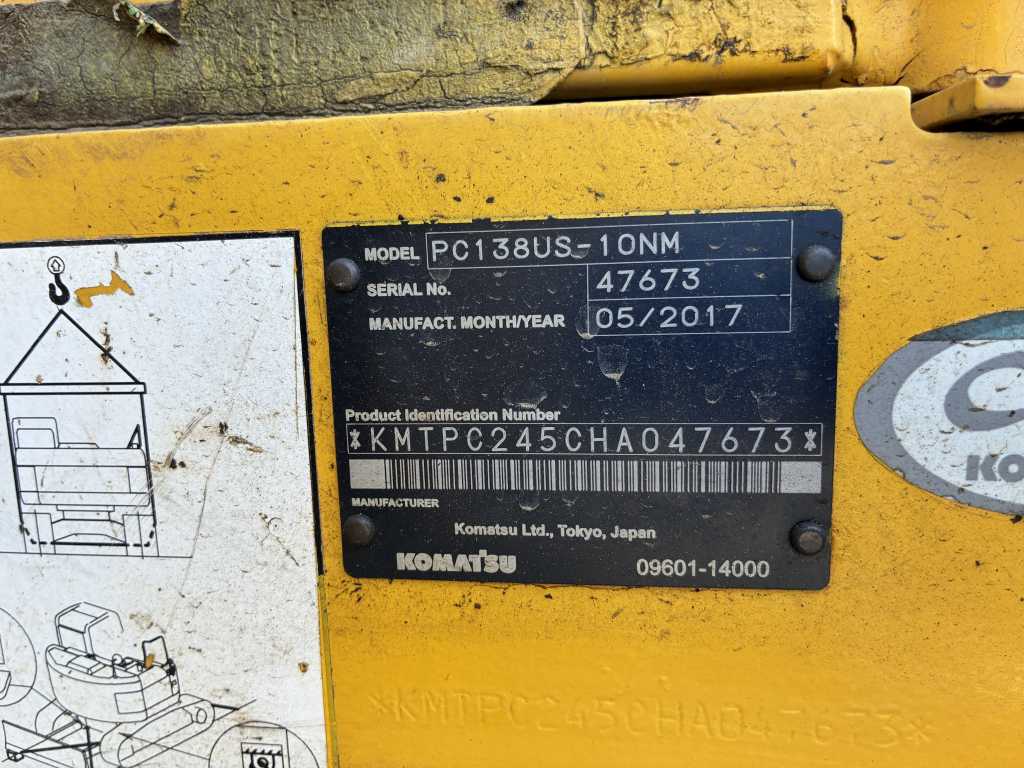 MODEL PC138US-10NM
SERIAL No. 47673
MANUFACT. MONTH/YEAR 05/2017
Product Identification Number
*KMTPC245CHA047673*
MANUFACTURER
Komatsu Ltd., Tokyo, Japan
KOMATSU 09601-14000
*KMTPC245CHA047673*